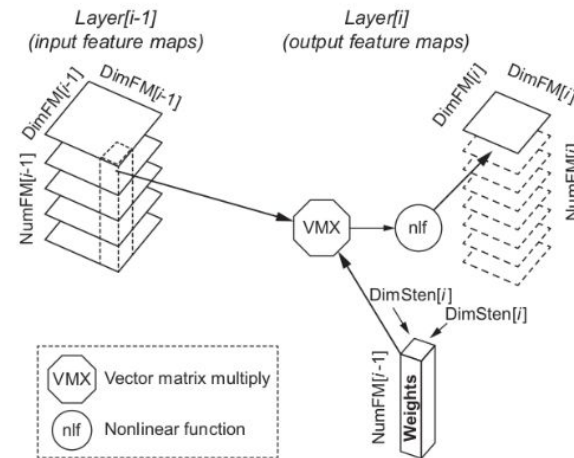 Layer[i-1]
(input feature maps)
Layer[i]
(output feature maps)
DimFM[i-1]
DimFM[i-1]
NumFM[i-1]
DimFM[i]
DimFM[i]
NumFM[i]
VMX
nlf
DimSten[i]
DimSten[i]
NumFM[i-1]
Weights
VMX
Vector matrix multiply
nlf
Nonlinear function